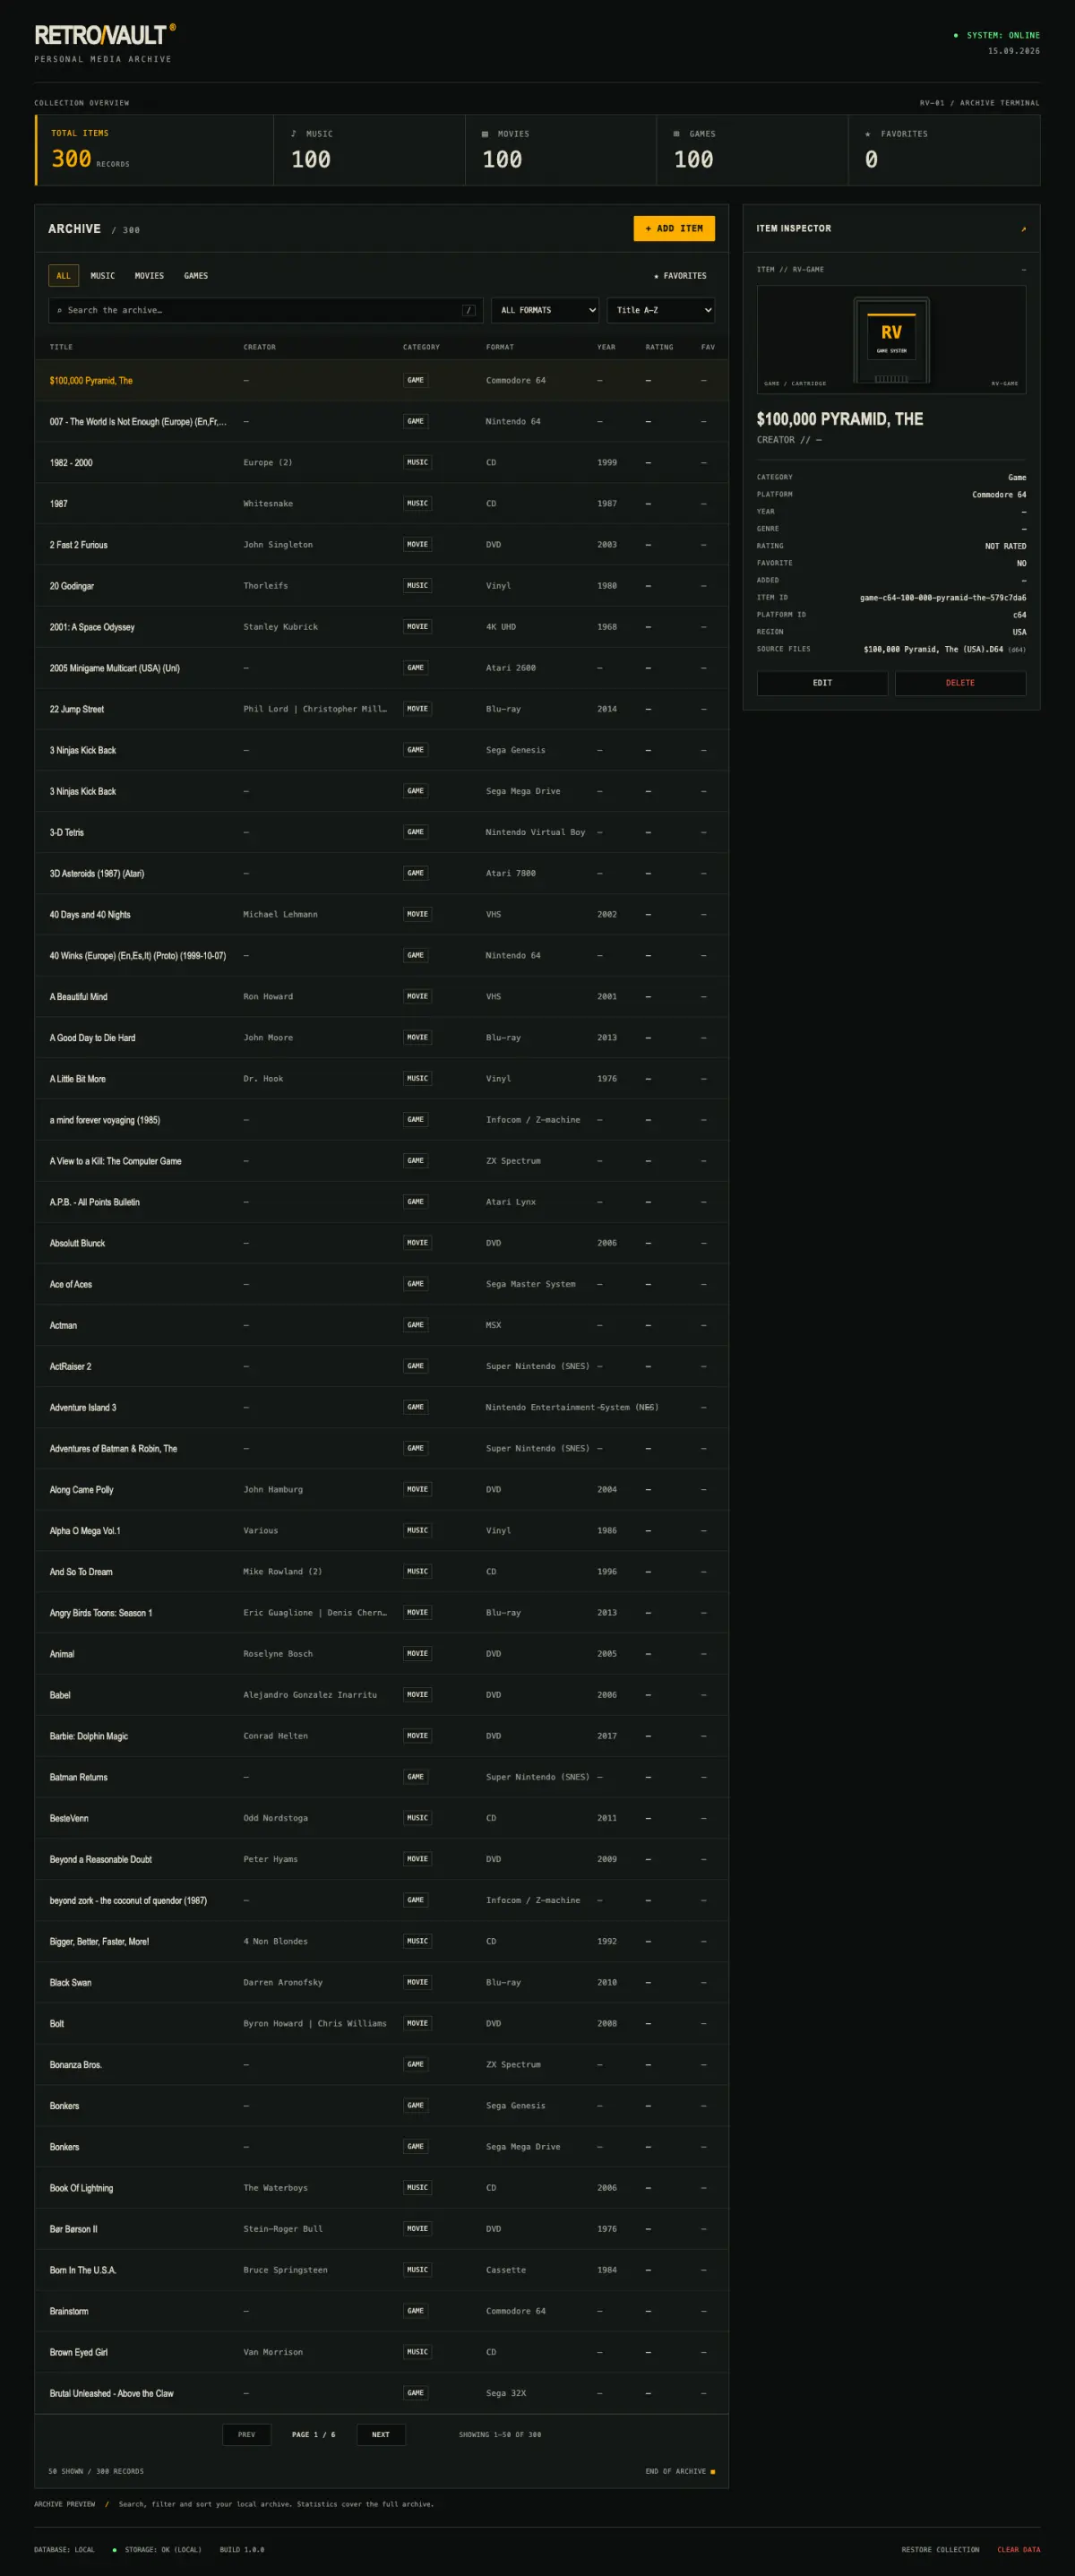 RETRO/VAULT ®
PERSONAL MEDIA ARCHIVE
SYSTEM: ONLINE
15.09.2026
COLLECTION OVERVIEW
RV-01 / ARCHIVE TERMINAL
TOTAL ITEMS
300 RECORDS
♪ MUSIC
100
MOVIES
100
GAMES
100
★ FAVORITES
0
ARCHIVE / 300
+ ADD ITEM
ALL MUSIC MOVIES GAMES
★ FAVORITES
Search the archive… /
ALL FORMATS
Title A–Z
TITLE CREATOR CATEGORY FORMAT YEAR RATING FAV
$100,000 Pyramid, The — GAME Commodore 64 — — —
007 - The World Is Not Enough (Europe) (En,Fr,... — GAME Nintendo 64 — — —
1982 - 2000 Europe (2) MUSIC CD 1999 — —
1987 Whitesnake MUSIC CD 1987 — —
2 Fast 2 Furious John Singleton MOVIE DVD 2003 — —
20 Godingar Thorleifs MUSIC Vinyl 1980 — —
2001: A Space Odyssey Stanley Kubrick MOVIE 4K UHD 1968 — —
2005 Minigame Multicart (USA) (Unl) — GAME Atari 2600 — — —
22 Jump Street Phil Lord | Christopher Mill… MOVIE Blu-ray 2014 — —
3 Ninjas Kick Back — GAME Sega Genesis — — —
3 Ninjas Kick Back — GAME Sega Mega Drive — — —
3-D Tetris — GAME Nintendo Virtual Boy — — —
3D Asteroids (1987) (Atari) — GAME Atari 7800 — — —
40 Days and 40 Nights Michael Lehmann MOVIE VHS 2002 — —
40 Winks (Europe) (En,Es,It) (Proto) (1999-10-07) — GAME Nintendo 64 — — —
A Beautiful Mind Ron Howard MOVIE VHS 2001 — —
A Good Day to Die Hard John Moore MOVIE Blu-ray 2013 — —
A Little Bit More Dr. Hook MUSIC Vinyl 1976 — —
a mind forever voyaging (1985) — GAME Infocom / Z-machine — — —
A View to a Kill: The Computer Game — GAME ZX Spectrum — — —
A.P.B. - All Points Bulletin — GAME Atari Lynx — — —
Absolutt Blunck — MOVIE DVD 2006 — —
Ace of Aces — GAME Sega Master System — — —
Actman — GAME MSX — — —
ActRaiser 2 — GAME Super Nintendo (SNES) — — —
Adventure Island 3 — GAME Nintendo Entertainment System (NES) — — —
Adventures of Batman & Robin, The — GAME Super Nintendo (SNES) — — —
Along Came Polly John Hamburg MOVIE DVD 2004 — —
Alpha O Mega Vol.1 Various MUSIC Vinyl 1986 — —
And So To Dream Mike Rowland (2) MUSIC CD 1996 — —
Angry Birds Toons: Season 1 Eric Guaglione | Denis Chern… MOVIE Blu-ray 2013 — —
Animal Roselyne Bosch MOVIE DVD 2005 — —
Babel Alejandro Gonzalez Inarritu MOVIE DVD 2006 — —
Barbie: Dolphin Magic Conrad Helten MOVIE DVD 2017 — —
Batman Returns — GAME Super Nintendo (SNES) — — —
BesteVenn Odd Nordstoga MUSIC CD 2011 — —
Beyond a Reasonable Doubt Peter Hyams MOVIE DVD 2009 — —
beyond zork - the coconut of quendor (1987) — GAME Infocom / Z-machine — — —
Bigger, Better, Faster, More! 4 Non Blondes MUSIC CD 1992 — —
Black Swan Darren Aronofsky MOVIE Blu-ray 2010 — —
Bolt Byron Howard | Chris Williams MOVIE DVD 2008 — —
Bonanza Bros. — GAME ZX Spectrum — — —
Bonkers — GAME Sega Genesis — — —
Bonkers — GAME Sega Mega Drive — — —
Book Of Lightning The Waterboys MUSIC CD 2006 — —
Bør Børson II Stein-Roger Bull MOVIE DVD 1976 — —
Born In The U.S.A. Bruce Springsteen MUSIC Cassette 1984 — —
Brainstorm — GAME Commodore 64 — — —
Brown Eyed Girl Van Morrison MUSIC CD — — —
Brutal Unleashed - Above the Claw — GAME Sega 32X — — —
PREV PAGE 1 / 6 NEXT SHOWING 1–50 OF 300
50 SHOWN / 300 RECORDS
END OF ARCHIVE
ITEM INSPECTOR ↗
ITEM // RV-GAME —
RV
GAME SYSTEM
GAME / CARTRIDGE
RV-GAME
$100,000 PYRAMID, THE
CREATOR // —
CATEGORY Game
PLATFORM Commodore 64
YEAR —
GENRE —
RATING NOT RATED
FAVORITE NO
ADDED —
ITEM ID game-c64-100-000-pyramid-the-579c7da6
PLATFORM ID c64
REGION USA
SOURCE FILES $100,000 Pyramid, The (USA).D64 (d64)
EDIT
DELETE
ARCHIVE PREVIEW / Search, filter and sort your local archive. Statistics cover the full archive.
DATABASE: LOCAL STORAGE: OK (LOCAL) BUILD 1.0.0
RESTORE COLLECTION CLEAR DATA